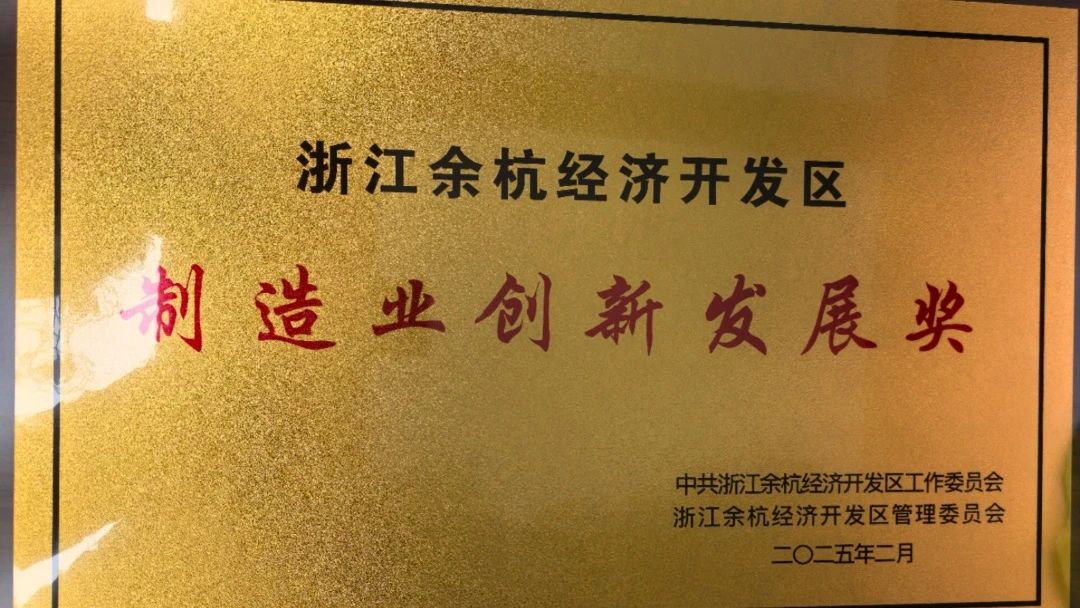 浙江余杭经济开发区
制造业创新发展奖
中共浙江余杭经济开发区工作委员会
浙江余杭经济开发区管理委员会
二〇二五年二月